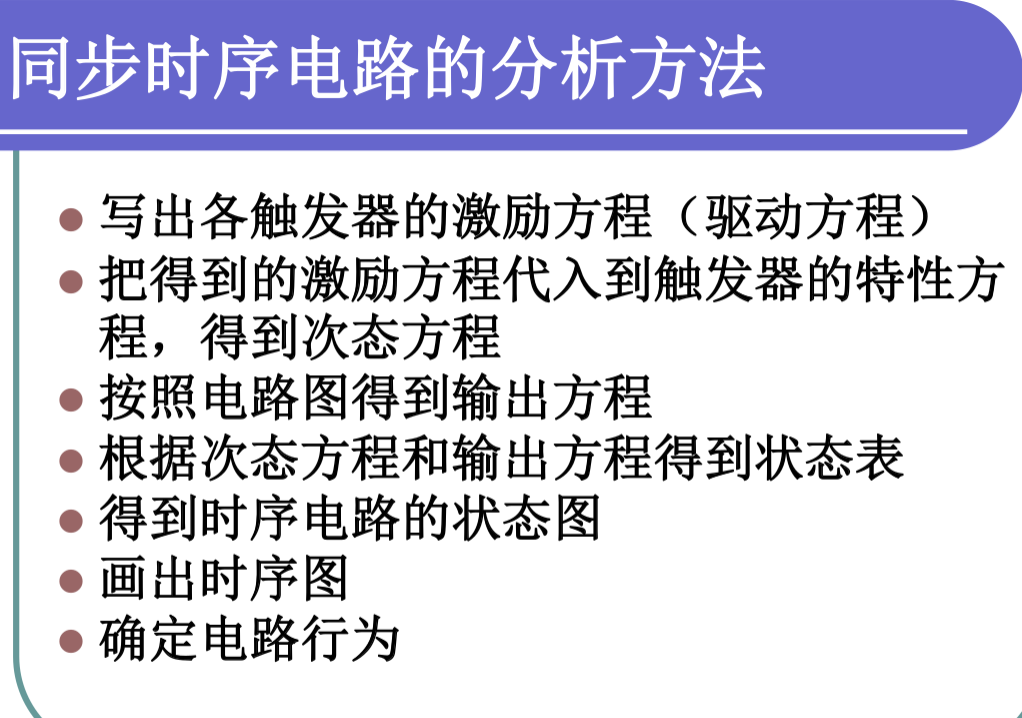 同步时序电路的分析方法
写出各触发器的激励方程（驱动方程）
把得到的激励方程代入到触发器的特性方
程，得到次态方程
按照电路图得到输出方程
根据次态方程和输出方程得到状态表
得到时序电路的状态图
画出时序图
确定电路行为